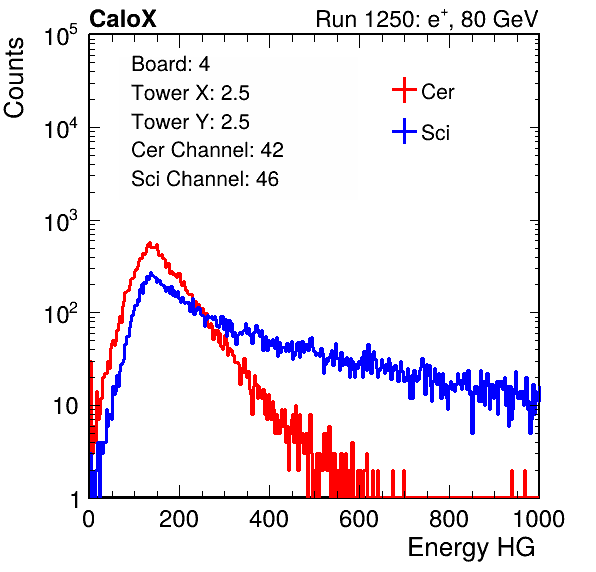 CaloX Run 1250: e⁺, 80 GeV
Counts
Board: 4
Tower X: 2.5
Tower Y: 2.5
Cer Channel: 42
Sci Channel: 46
Cer
Sci
10⁵
10⁴
10³
10²
10
1
0 200 400 600 800 1000
Energy HG